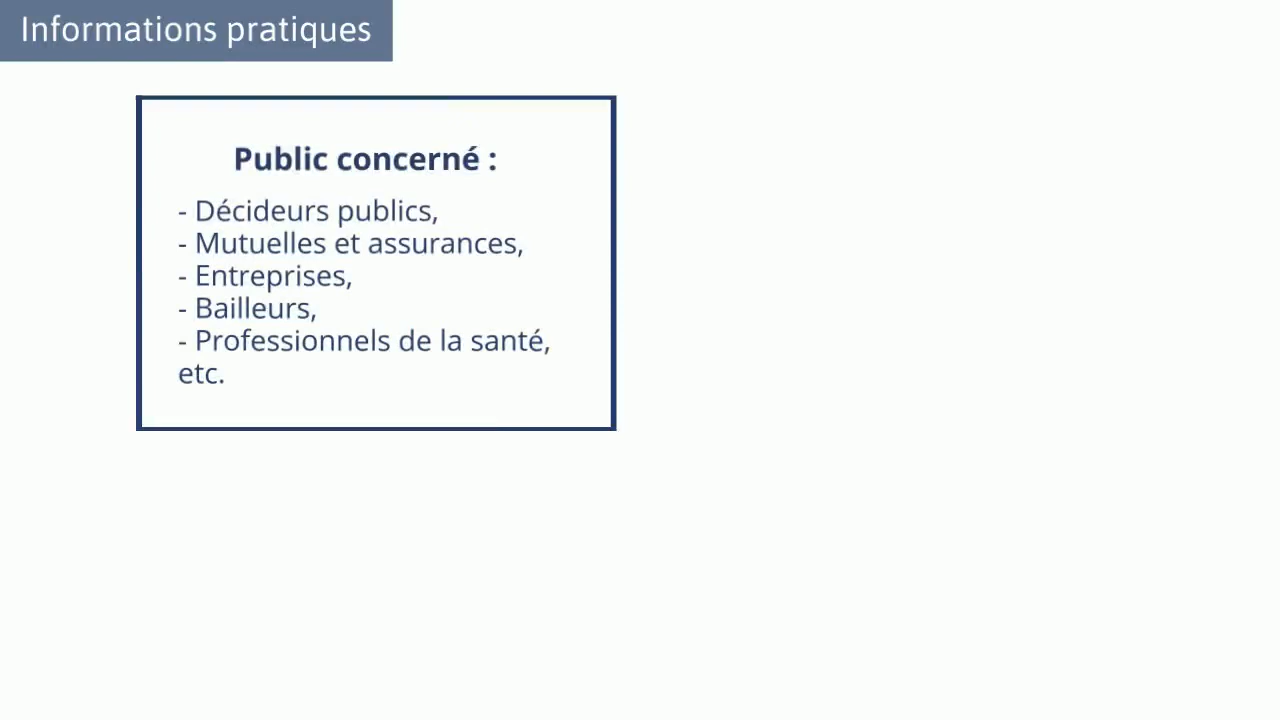 Informations pratiques
Public concerné :
- Décideurs publics,
- Mutuelles et assurances,
- Entreprises,
- Bailleurs,
- Professionnels de la santé,
etc.